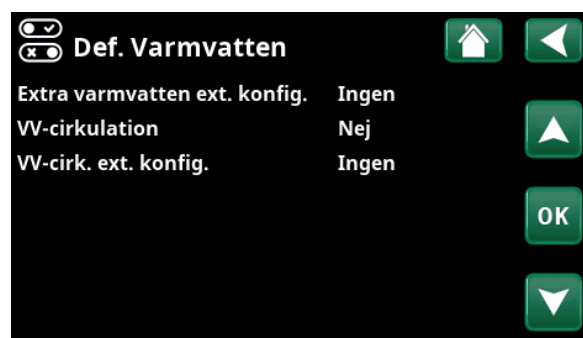 Def. Varmvatten
Extra varmvatten ext. konfig. Ingen
VV-cirkulation Nej
VV-cirk. ext. konfig. Ingen
OK